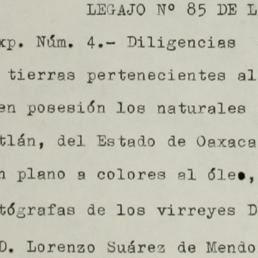 LEGAJO Nº 85 DE L
xp. Núm. 4.- Diligencias
tierras pertenecientes al
en posesión los naturales
tlán, del Estado de Oaxaca
n plano a colores al óleo,
tógrafas de los virreyes D
D. Lorenzo Suárez de Mendo